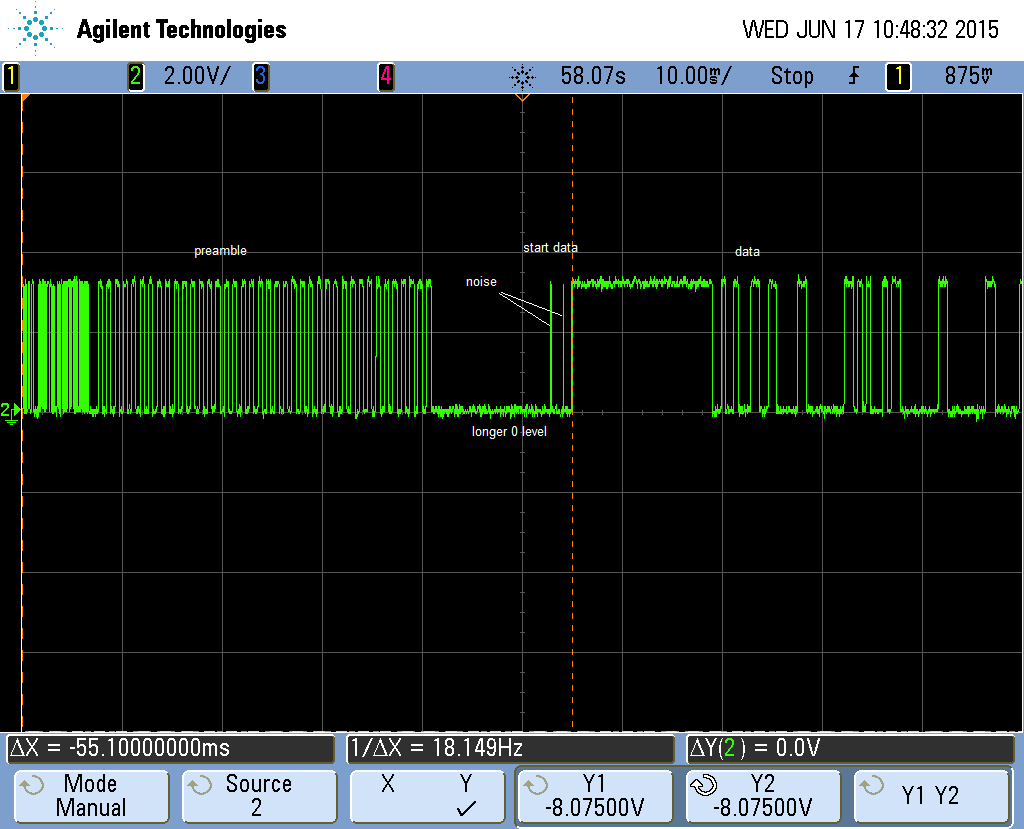 Agilent Technologies
WED JUN 17 10:48:32 2015
1 2 2.00V/ 3 4 58.07s 10.00ms/ Stop 1 875mV
start data
preamble data
noise
2
longer 0 level
ΔX = -55.10000000ms 1/ΔX = 18.149Hz ΔY(2) = 0.0V
Mode Source X Y Y1 Y2 Y1 Y2
Manual 2 ✓ -8.07500V -8.07500V